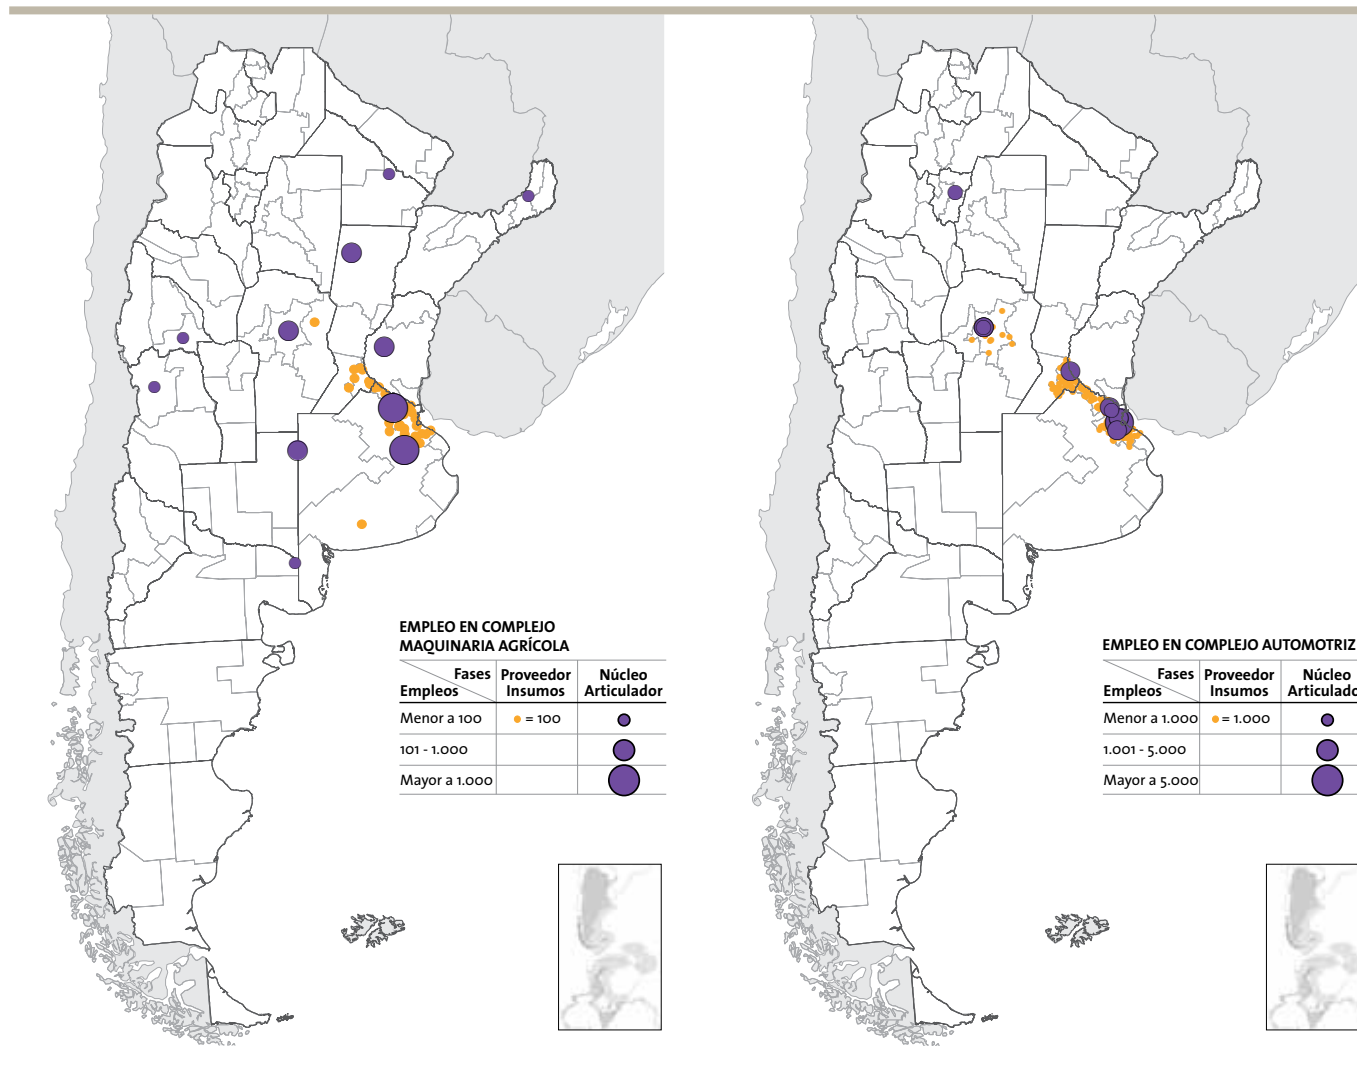 EMPLEO EN COMPLEJO
MAQUINARIA AGRÍCOLA
Fases Proveedor Núcleo
Empleos Insumos Articulador
Menor a 100 = 100
101 - 1.000
Mayor a 1.000
EMPLEO EN COMPLEJO AUTOMOTRIZ
Fases Proveedor Núcleo
Empleos Insumos Articulador
Menor a 1.000 = 1.000
1.001 - 5.000
Mayor a 5.000